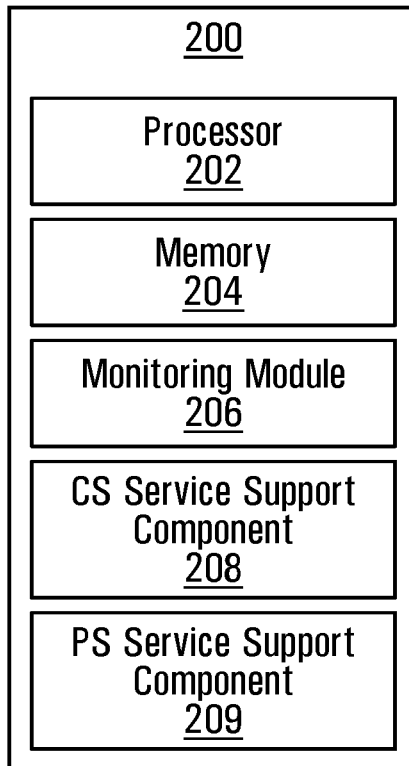 200
Processor
202
Memory
204
Monitoring Module
206
CS Service Support
Component
208
PS Service Support
Component
209